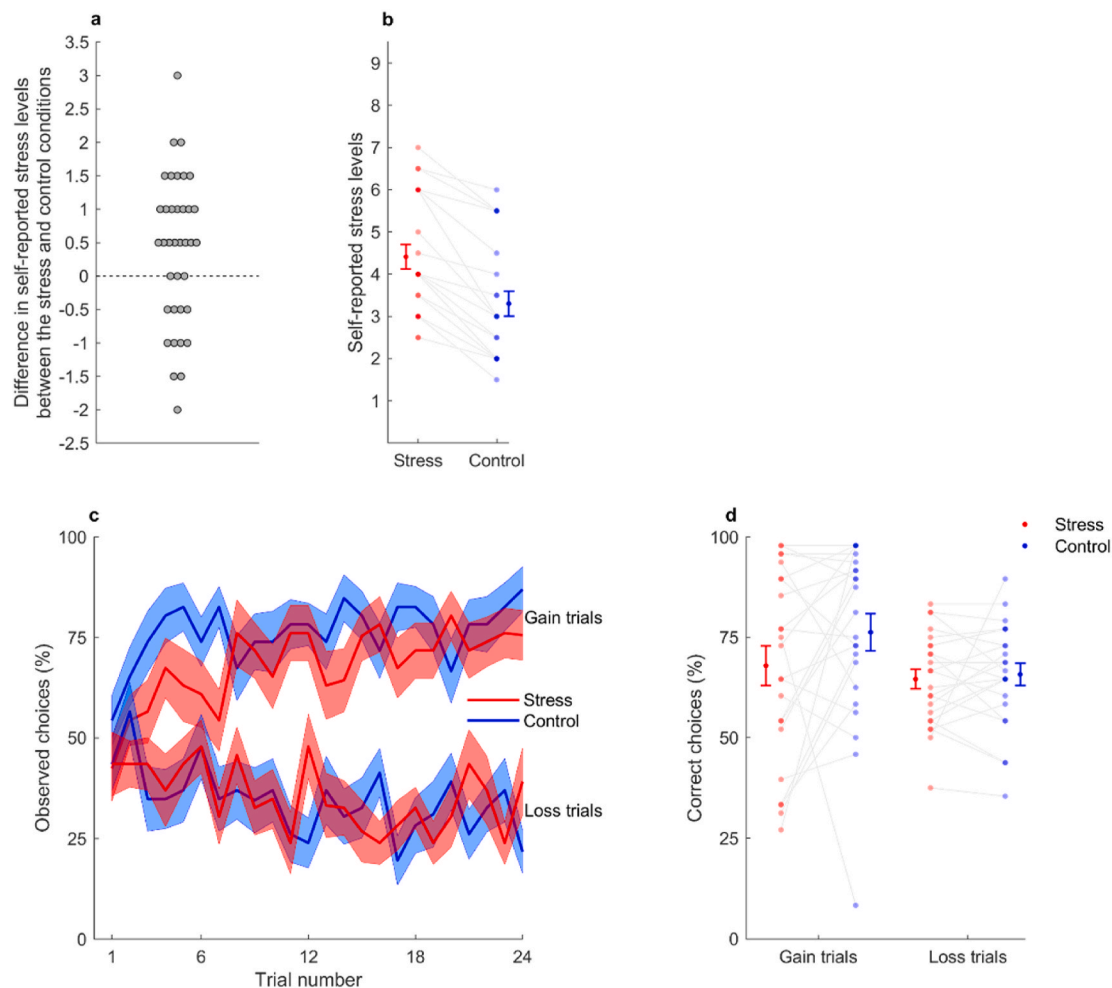 a
Difference in self-reported stress levels
between the stress and control conditions
3.5
3
2.5
2
1.5
1
0.5
0
-0.5
-1
-1.5
-2
-2.5
b
Self-reported stress levels
9
8
7
6
5
4
3
2
1
Stress Control
c
Observed choices (%)
100
75
50
25
0
Gain trials
Stress
Control
Loss trials
1 6 12 18 24
Trial number
d
Stress
Control
Correct choices (%)
100
75
50
25
0
Gain trials Loss trials